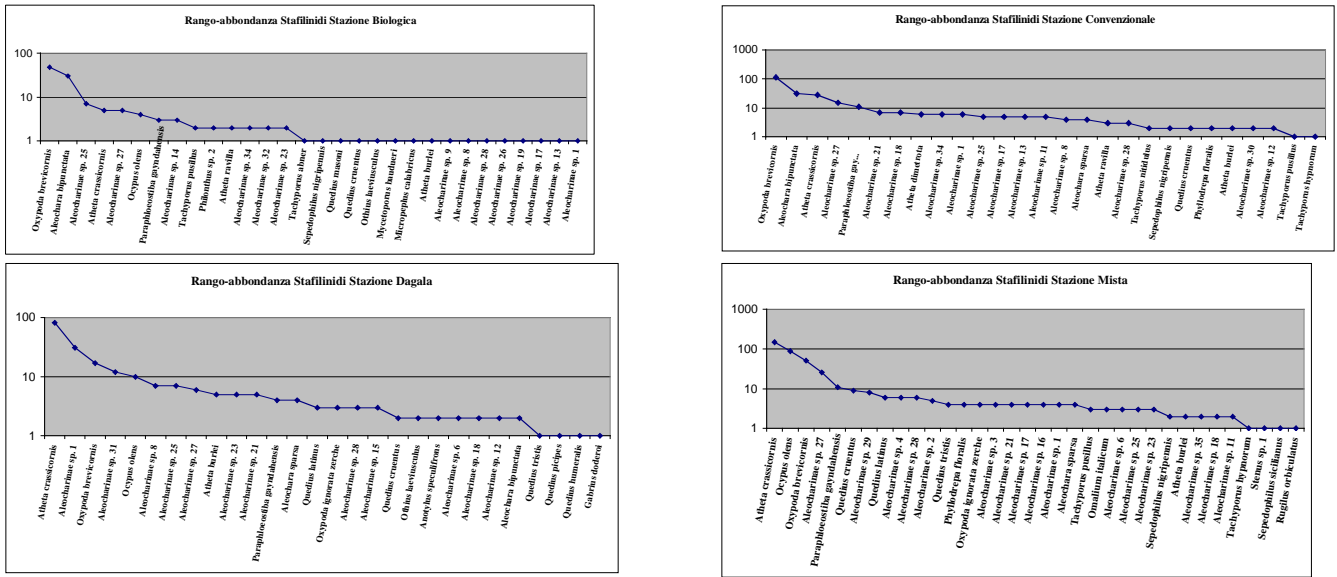 Rango-abbondanza Stafilinidi Stazione Biologica
100
10
1
Oxypoda brevicornis
Aleochara bipunctata
Aleocharinae sp. 25
Atheta crassicornis
Aleocharinae sp. 27
Ocypus olens
Paraphloeostiba gayndahensis
Aleocharinae sp. 14
Tachyporus pusillus
Philonthus sp. 2
Atheta ravilla
Aleocharinae sp. 34
Aleocharinae sp. 32
Aleocharinae sp. 23
Tachyporus abner
Sepedophilus nigripennis
Quedius masoni
Quedius cruentus
Othius laeviusculus
Mycetoporus baudueri
Micropeplus calabricus
Atheta burlei
Aleocharinae sp. 9
Aleocharinae sp. 8
Aleocharinae sp. 28
Aleocharinae sp. 26
Aleocharinae sp. 19
Aleocharinae sp. 17
Aleocharinae sp. 13
Aleocharinae sp. 1
Rango-abbondanza Stafilinidi Stazione Convenzionale
1000
100
10
1
Oxypoda brevicornis
Aleochara bipunctata
Atheta crassicornis
Aleocharinae sp. 27
Paraphloeostiba gay...
Aleocharinae sp. 21
Aleocharinae sp. 18
Atheta dimidrota
Aleocharinae sp. 34
Aleocharinae sp. 1
Aleocharinae sp. 25
Aleocharinae sp. 17
Aleocharinae sp. 13
Aleocharinae sp. 11
Aleocharinae sp. 8
Aleochara sparsa
Atheta ravilla
Aleocharinae sp. 28
Tachyporus nitidulus
Sepedophilus nigripennis
Quedius cruentus
Phyllodrepa floralis
Atheta burlei
Aleocharinae sp. 30
Aleocharinae sp. 12
Tachyporus pusillus
Tachyporus hypnorum
Rango-abbondanza Stafilinidi Stazione Dagala
100
10
1
Atheta crassicornis
Aleocharinae sp. 1
Oxypoda brevicornis
Aleocharinae sp. 31
Ocypus olens
Aleocharinae sp.8
Aleocharinae sp. 25
Aleocharinae sp. 27
Atheta burlei
Aleocharinae sp. 23
Aleocharinae sp. 21
Paraphloeostiba gayndahensis
Aleochara sparsa
Quedius latinus
Oxypoda ignorata zerche
Aleocharinae sp. 28
Aleocharinae sp. 15
Quedius cruentus
Othius laeviusculus
Anotylus speculifrons
Aleocharinae sp. 6
Aleocharinae sp. 18
Aleocharinae sp. 12
Aleochara bipunctata
Quedius tristis
Quedius picipes
Quedius humeralis
Gabrius doderoi
Rango-abbondanza Stafilinidi Stazione Mista
1000
100
10
1
Atheta crassicornis
Ocypus olens
Oxypoda brevicornis
Aleocharinae sp. 27
Paraphloeostiba gayndahensis
Quedius cruentus
Aleocharinae sp. 29
Quedius latinus
Aleocharinae sp. 4
Aleocharinae sp. 28
Aleocharinae sp. 2
Quedius tristis
Phyllodrepa floralis
Oxypoda ignorata zerche
Aleocharinae sp. 3
Aleocharinae sp. 21
Aleocharinae sp. 17
Aleocharinae sp. 16
Aleocharinae sp. 1
Aleochara sparsa
Tachyporus pusillus
Omalium italicum
Aleocharinae sp. 6
Aleocharinae sp. 25
Aleocharinae sp. 23
Sepedophilus nigripennis
Atheta burlei
Aleocharinae sp. 35
Aleocharinae sp. 18
Aleocharinae sp. 11
Tachyporus hypnorum
Stenus sp. 1
Sepedophilus sicilianus
Rugilus orbiculatus